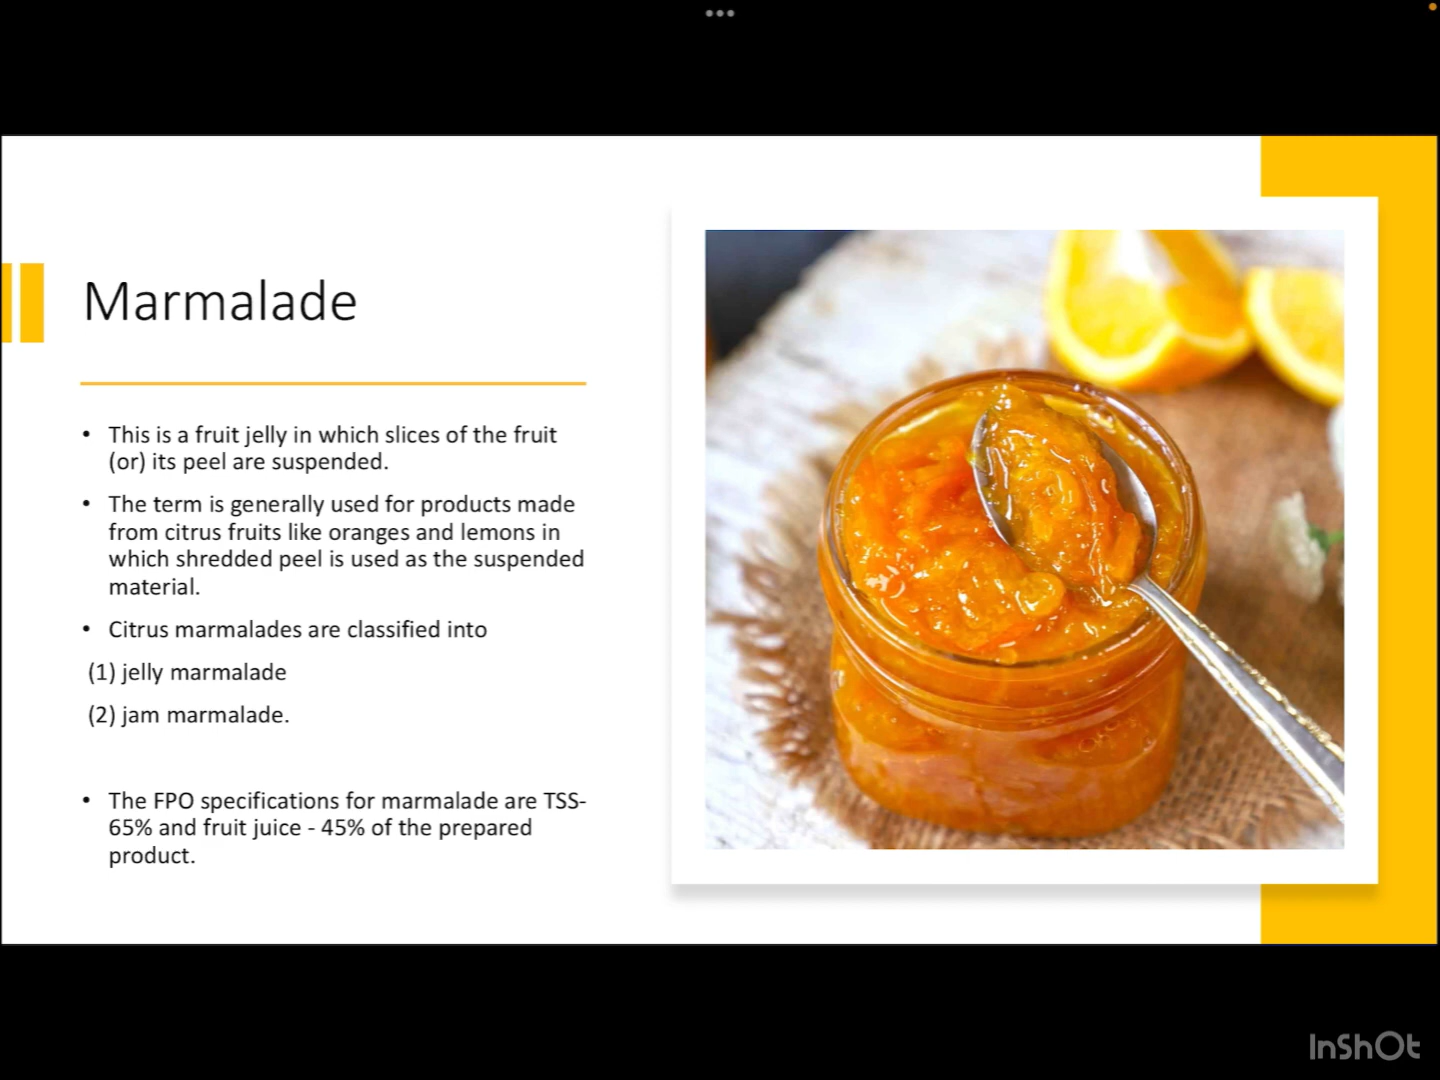 Marmalade
• This is a fruit jelly in which slices of the fruit
(or) its peel are suspended.
• The term is generally used for products made
from citrus fruits like oranges and lemons in
which shredded peel is used as the suspended
material.
• Citrus marmalades are classified into
(1) jelly marmalade
(2) jam marmalade.
• The FPO specifications for marmalade are TSS-
65% and fruit juice - 45% of the prepared
product.
InShOt